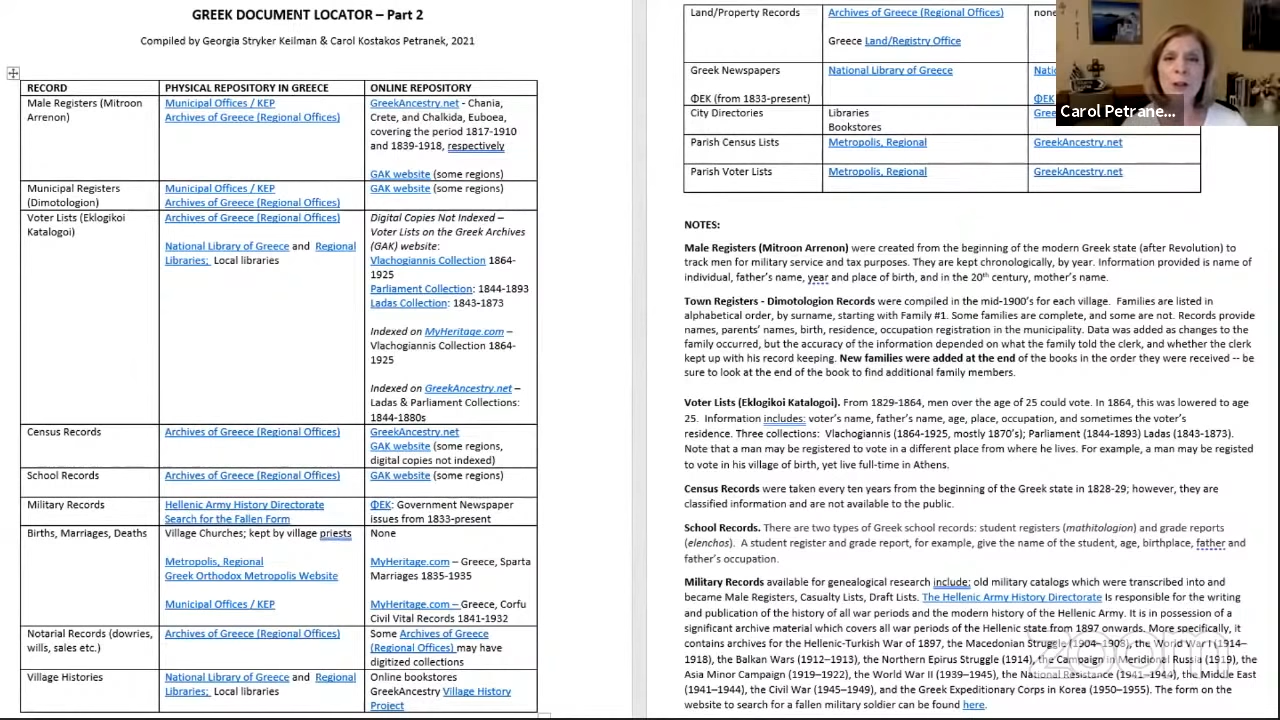 GREEK DOCUMENT LOCATOR – Part 2
Compiled by Georgia Stryker Keilman & Carol Kostakos Petranek, 2021
RECORD PHYSICAL REPOSITORY IN GREECE ONLINE REPOSITORY
Male Registers (Mitroon
Arrenon)
Municipal Offices / KEP
Archives of Greece (Regional Offices)
GreekAncestry.net - Chania,
Crete, and Chalkida, Euboea,
covering the period 1817-1910
and 1839-1918, respectively
GAK website (some regions)
Municipal Registers
(Dimotologion)
Municipal Offices / KEP
Archives of Greece (Regional Offices)
GAK website (some regions)
Voter Lists (Eklogikoi
Katalogoi)
Archives of Greece (Regional Offices)
National Library of Greece and Regional
Libraries; Local libraries
Digital Copies Not Indexed –
Voter Lists on the Greek Archives
(GAK) website:
Vlachogiannis Collection 1864-
1925
Parliament Collection: 1844-1893
Ladas Collection: 1843-1873
Indexed on MyHeritage.com –
Vlachogiannis Collection 1864-
1925
Indexed on GreekAncestry.net –
Ladas & Parliament Collections:
1844-1880s
Census Records
Archives of Greece (Regional Offices)
GreekAncestry.net
GAK website (some regions,
digital copies not indexed)
School Records
Archives of Greece (Regional Offices)
GAK website (some regions)
Military Records
Hellenic Army History Directorate
Search for the Fallen Form
ΦΕΚ: Government Newspaper
issues from 1833-present
Births, Marriages, Deaths
Village Churches; kept by village priests
Metropolis, Regional
Greek Orthodox Metropolis Website
Municipal Offices / KEP
None
MyHeritage.com – Greece, Sparta
Marriages 1835-1935
MyHeritage.com – Greece, Corfu
Civil Vital Records 1841-1932
Notarial Records (dowries,
wills, sales etc.)
Archives of Greece (Regional Offices)
Some Archives of Greece
(Regional Offices) may have
digitized collections
Village Histories
National Library of Greece and Regional
Libraries; Local libraries
Online bookstores
GreekAncestry Village History
Project
Land/Property Records
Archives of Greece (Regional Offices)
Greece Land/Registry Office
none
Greek Newspapers
ΦΕΚ (from 1833-present)
National Library of Greece
ΦΕΚ
City Directories
Libraries
Bookstores
Parish Census Lists
Metropolis, Regional
GreekAncestry.net
Parish Voter Lists
Metropolis, Regional
GreekAncestry.net
Carol Petrane...
NOTES:
Male Registers (Mitroon Arrenon) were created from the beginning of the modern Greek state (after Revolution) to
track men for military service and tax purposes. They are kept chronologically, by year. Information provided is name of
individual, father's name, year and place of birth, and in the 20th century, mother's name.
Town Registers - Dimotologion Records were compiled in the mid-1900's for each village. Families are listed in
alphabetical order, by surname, starting with Family #1. Some families are complete, and some are not. Records provide
names, parents' names, birth, residence, occupation registration in the municipality. Data was added as changes to the
family occurred, but the accuracy of the information depended on what the family told the clerk, and whether the clerk
kept up with his record keeping. New families were added at the end of the books in the order they were received -- be
sure to look at the end of the book to find additional family members.
Voter Lists (Eklogikoi Katalogoi). From 1829-1864, men over the age of 25 could vote. In 1864, this was lowered to age
25. Information includes: voter's name, father's name, age, place, occupation, and sometimes the voter's
residence. Three collections: Vlachogiannis (1864-1925, mostly 1870's); Parliament (1844-1893) Ladas (1843-1873).
Note that a man may be registered to vote in a different place from where he lives. For example, a man may be registed
to vote in his village of birth, yet live full-time in Athens.
Census Records were taken every ten years from the beginning of the Greek state in 1828-29; however, they are
classified information and are not available to the public.
School Records. There are two types of Greek school records: student registers (mathitologion) and grade reports
(elenchos). A student register and grade report, for example, give the name of the student, age, birthplace, father and
father's occupation.
Military Records available for genealogical research include: old military catalogs which were transcribed into and
became Male Registers, Casualty Lists, Draft Lists. The Hellenic Army History Directorate Is responsible for the writing
and publication of the history of all war periods and the modern history of the Hellenic Army. It is in possession of a
significant archive material which covers all war periods of the Hellenic state from 1897 onwards. More specifically, it
contains archives for the Hellenic-Turkish War of 1897, the Macedonian Struggle (1904–1908), the World War I (1914–
1918), the Balkan Wars (1912–1913), the Northern Epirus Struggle (1914), the Campaign in Meridional Russia (1919), the
Asia Minor Campaign (1919–1922), the World War II (1939–1945), the National Resistance (1941–1944), the Middle East
(1941–1944), the Civil War (1945–1949), and the Greek Expeditionary Corps in Korea (1950–1955). The form on the
website to search for a fallen military soldier can be found here.
zoom